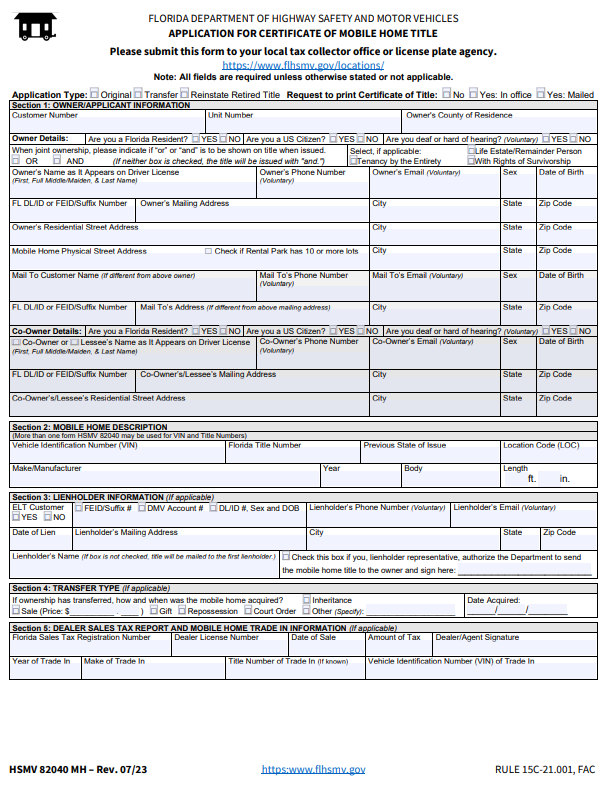 FLORIDA DEPARTMENT OF HIGHWAY SAFETY AND MOTOR VEHICLES
APPLICATION FOR CERTIFICATE OF MOBILE HOME TITLE
Please submit this form to your local tax collector office or license plate agency.
https://www.flhsmv.gov/locations/
Note: All fields are required unless otherwise stated or not applicable.
Application Type: Original Transfer Reinstate Retired Title Request to print Certificate of Title: No Yes: In office Yes: Mailed
Section 1: OWNER/APPLICANT INFORMATION
Customer Number Unit Number Owner's County of Residence
Owner Details: Are you a Florida Resident? YES NO Are you a US Citizen? YES NO Are you deaf or hard of hearing? (Voluntary) YES NO
When joint ownership, please indicate if "or" or "and" is to be shown on title when issued. Select, if applicable: Life Estate/Remainder Person
OR AND (If neither box is checked, the title will be issued with "and.") Tenancy by the Entirety With Rights of Survivorship
Owner's Name as It Appears on Driver License Owner's Phone Number Owner's Email (Voluntary) Sex Date of Birth
(First, Full Middle/Maiden, & Last Name) (Voluntary)
FL DL/ID or FEID/Suffix Number Owner's Mailing Address City State Zip Code
Owner's Residential Street Address City State Zip Code
Mobile Home Physical Street Address Check if Rental Park has 10 or more lots City State Zip Code
Mail To Customer Name (If different from above owner) Mail To's Phone Number Mail To's Email (Voluntary) Sex Date of Birth
(Voluntary)
FL DL/ID or FEID/Suffix Number Mail To's Address (If different from above mailing address) City State Zip Code
Co-Owner Details: Are you a Florida Resident? YES NO Are you a US Citizen? YES NO Are you deaf or hard of hearing? (Voluntary) YES NO
Co-Owner or Lessee's Name as It Appears on Driver License Co-Owner's Phone Number Co-Owner's Email (Voluntary) Sex Date of Birth
(First, Full Middle/Maiden, & Last Name) (Voluntary)
FL DL/ID or FEID/Suffix Number Co-Owner's/Lessee's Mailing Address City State Zip Code
Co-Owner's/Lessee's Residential Street Address City State Zip Code
Section 2: MOBILE HOME DESCRIPTION
(More than one form HSMV 82040 may be used for VIN and Title Numbers)
Vehicle Identification Number (VIN) Florida Title Number Previous State of Issue Location Code (LOC)
Make/Manufacturer Year Body Length
ft. in.
Section 3: LIENHOLDER INFORMATION (If applicable)
ELT Customer FEID/Suffix # DMV Account # DL/ID #, Sex and DOB Lienholder's Phone Number (Voluntary) Lienholder's Email (Voluntary)
YES NO
Date of Lien Lienholder's Mailing Address City State Zip Code
Lienholder's Name (If box is not checked, title will be mailed to the first lienholder.) Check this box if you, lienholder representative, authorize the Department to send
the mobile home title to the owner and sign here:
Section 4: TRANSFER TYPE (If applicable)
If ownership has transferred, how and when was the mobile home acquired? Inheritance Date Acquired:
Sale (Price: $________.____) Gift Repossession Court Order Other (Specify): ____/____/____
Section 5: DEALER SALES TAX REPORT AND MOBILE HOME TRADE IN INFORMATION (If applicable)
Florida Sales Tax Registration Number Dealer License Number Date of Sale Amount of Tax Dealer/Agent Signature
Year of Trade In Make of Trade In Title Number of Trade In (If known) Vehicle Identification Number (VIN) of Trade In
HSMV 82040 MH – Rev. 07/23 https:www.flhsmv.gov RULE 15C-21.001, FAC